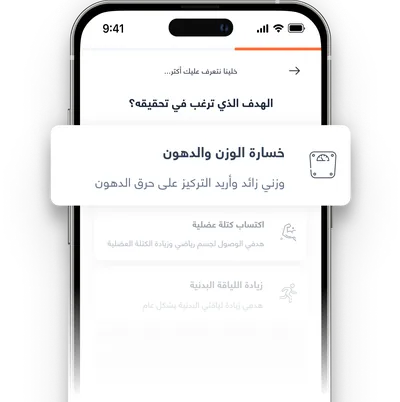 9:41
خلينا نتعرف عليك أكتر...
الهدف الذي ترغب في تحقيقه؟
خسارة الوزن والدهون
وزني زائد وأريد التركيز على حرق الدهون
اكتساب كتلة عضلية
هدفي الوصول لجسم رياضي وزيادة الكتلة العضلية
زيادة اللياقة البدنية
هدفي زيادة لياقتي البدنية بشكل عام